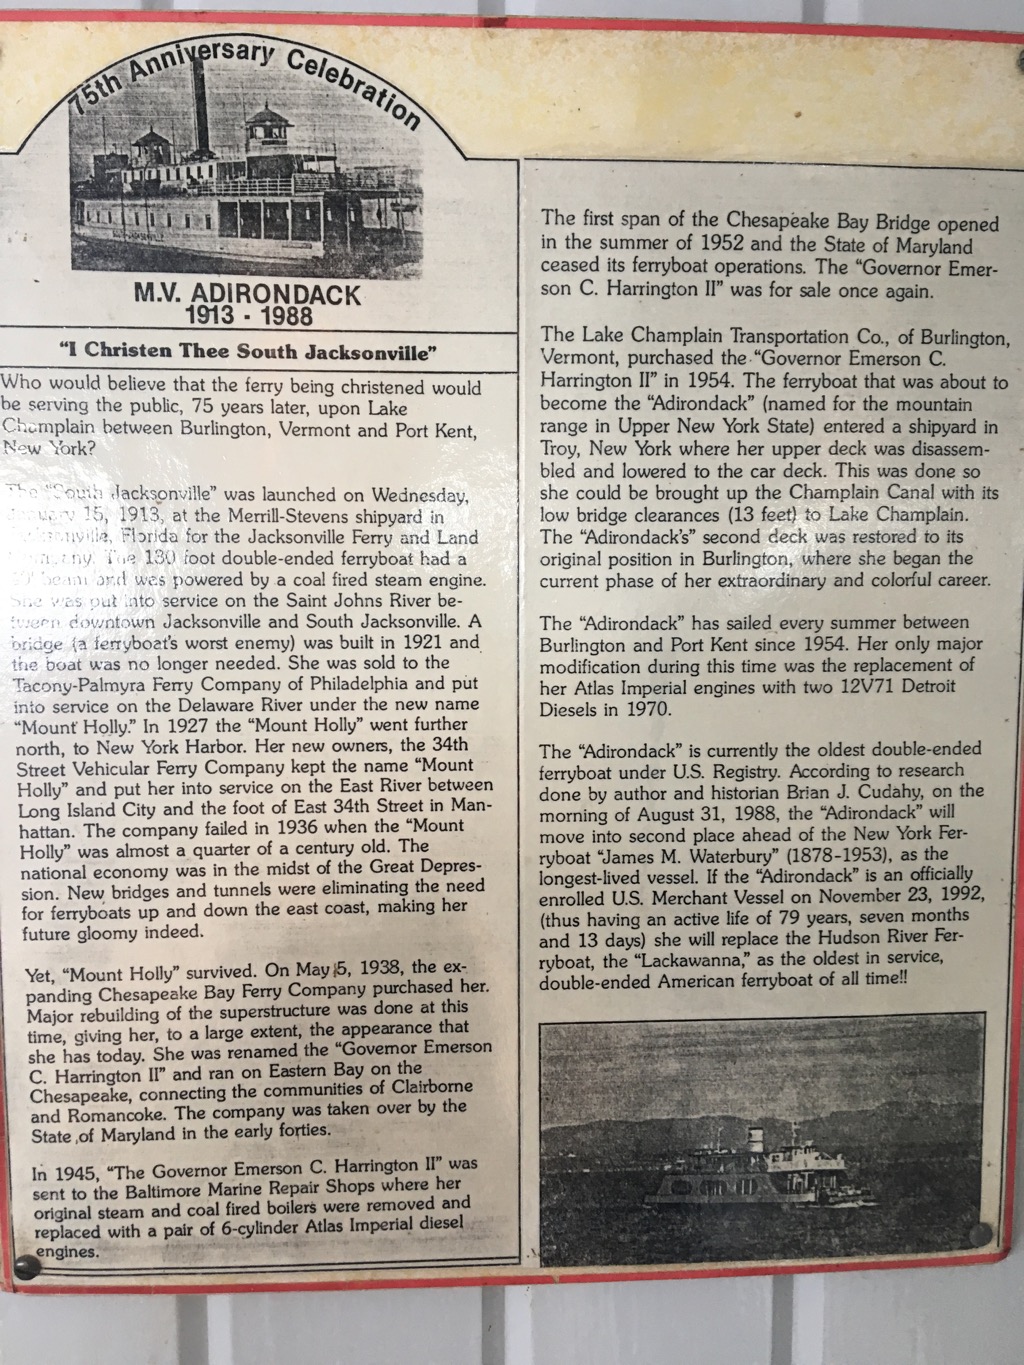 75th Anniversary Celebration
M.V. ADIRONDACK
1913 - 1988
"I Christen Thee South Jacksonville"
Who would believe that the ferry being christened would
be serving the public, 75 years later, upon Lake
Champlain between Burlington, Vermont and Port Kent,
New York?
The "South Jacksonville" was launched on Wednesday,
15, 1913, at the Merrill-Stevens shipyard in
Florida for the Jacksonville Ferry and Land
The 130 foot double-ended ferryboat had a
beam and was powered by a coal fired steam engine.
She was put into service on the Saint Johns River be-
tween downtown Jacksonville and South Jacksonville. A
bridge (a ferryboat's worst enemy) was built in 1921 and
the boat was no longer needed. She was sold to the
Tacony-Palmyra Ferry Company of Philadelphia and put
into service on the Delaware River under the new name
"Mount Holly." In 1927 the "Mount Holly" went further
north, to New York Harbor. Her new owners, the 34th
Street Vehicular Ferry Company kept the name "Mount
Holly" and put her into service on the East River between
Long Island City and the foot of East 34th Street in Man-
hattan. The company failed in 1936 when the "Mount
Holly" was almost a quarter of a century old. The
national economy was in the midst of the Great Depres-
sion. New bridges and tunnels were eliminating the need
for ferryboats up and down the east coast, making her
future gloomy indeed.
Yet, "Mount Holly" survived. On May 5, 1938, the ex-
panding Chesapeake Bay Ferry Company purchased her.
Major rebuilding of the superstructure was done at this
time, giving her, to a large extent, the appearance that
she has today. She was renamed the "Governor Emerson
C. Harrington II" and ran on Eastern Bay on the
Chesapeake, connecting the communities of Clairborne
and Romancoke. The company was taken over by the
State of Maryland in the early forties.
In 1945, "The Governor Emerson C. Harrington II" was
sent to the Baltimore Marine Repair Shops where her
original steam and coal fired boilers were removed and
replaced with a pair of 6-cylinder Atlas Imperial diesel
engines.
The first span of the Chesapeake Bay Bridge opened
in the summer of 1952 and the State of Maryland
ceased its ferryboat operations. The "Governor Emer-
son C. Harrington II" was for sale once again.
The Lake Champlain Transportation Co., of Burlington,
Vermont, purchased the "Governor Emerson C.
Harrington II" in 1954. The ferryboat that was about to
become the "Adirondack" (named for the mountain
range in Upper New York State) entered a shipyard in
Troy, New York where her upper deck was disassem-
bled and lowered to the car deck. This was done so
she could be brought up the Champlain Canal with its
low bridge clearances (13 feet) to Lake Champlain.
The "Adirondack's" second deck was restored to its
original position in Burlington, where she began the
current phase of her extraordinary and colorful career.
The "Adirondack" has sailed every summer between
Burlington and Port Kent since 1954. Her only major
modification during this time was the replacement of
her Atlas Imperial engines with two 12V71 Detroit
Diesels in 1970.
The "Adirondack" is currently the oldest double-ended
ferryboat under U.S. Registry. According to research
done by author and historian Brian J. Cudahy, on the
morning of August 31, 1988, the "Adirondack" will
move into second place ahead of the New York Fer-
ryboat "James M. Waterbury" (1878-1953), as the
longest-lived vessel. If the "Adirondack" is an officially
enrolled U.S. Merchant Vessel on November 23, 1992,
(thus having an active life of 79 years, seven months
and 13 days) she will replace the Hudson River Fer-
ryboat, the "Lackawanna," as the oldest in service,
double-ended American ferryboat of all time!!